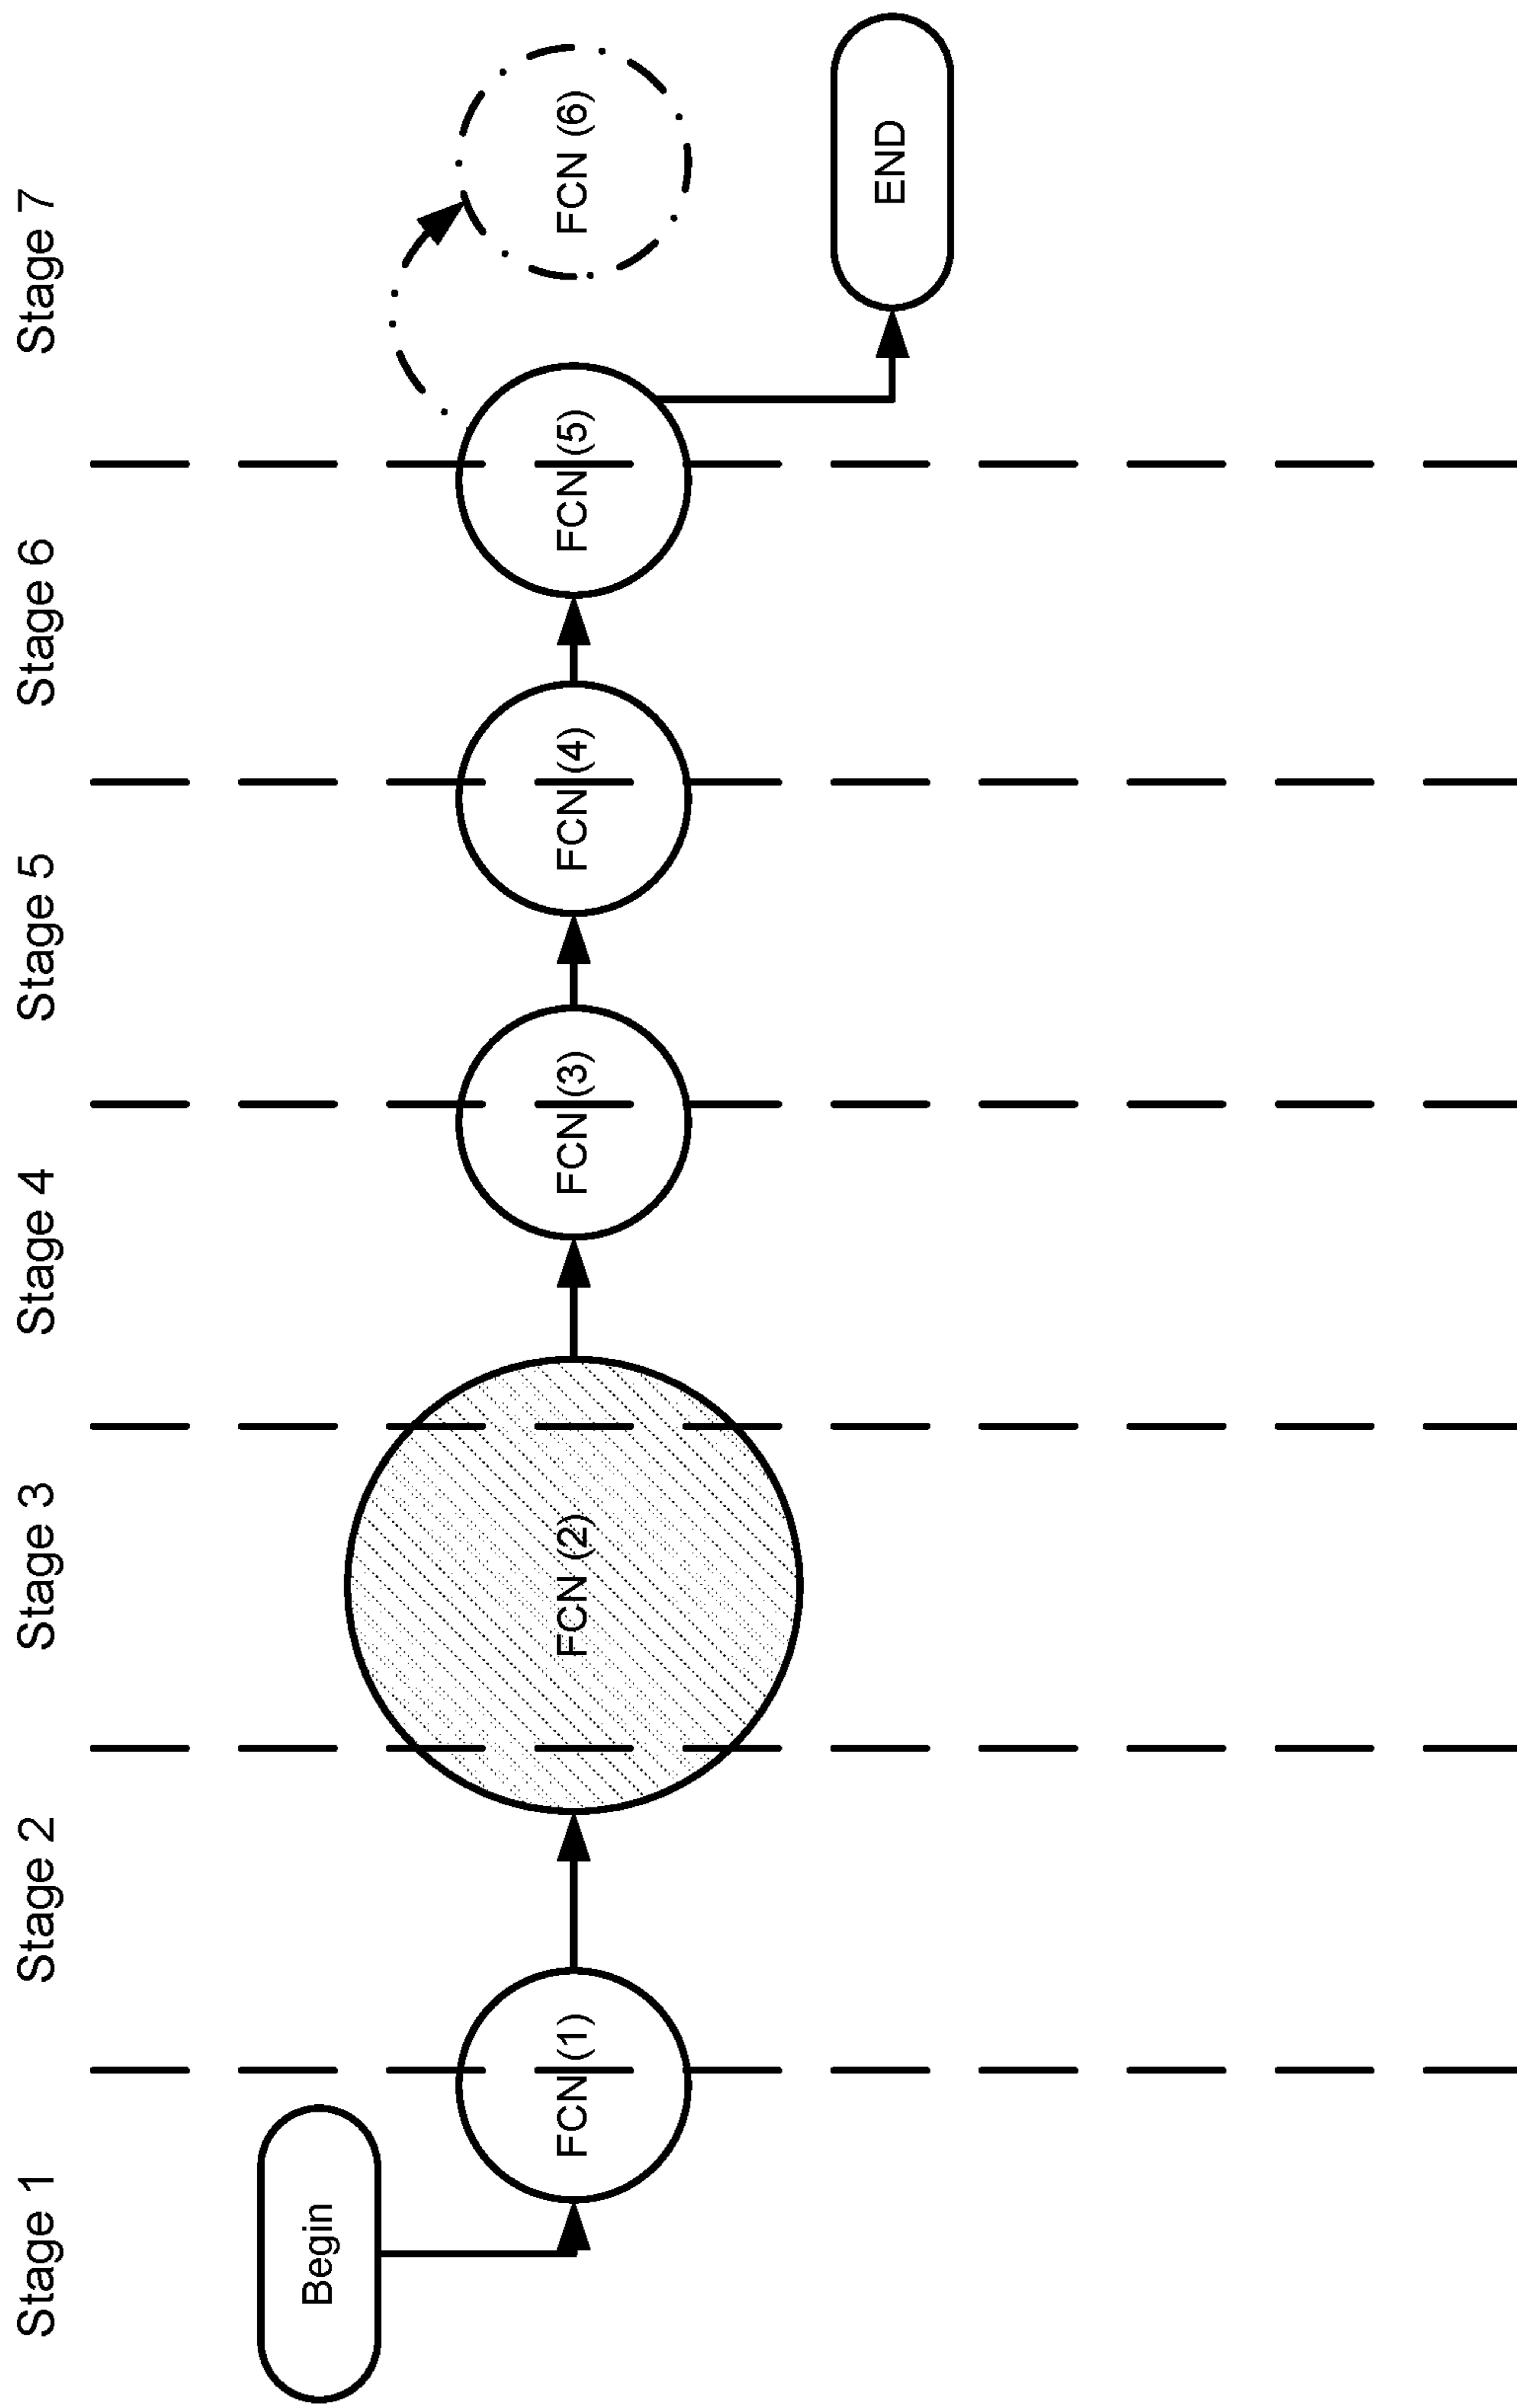 Stage 1
Stage 2
Stage 3
Stage 4
Stage 5
Stage 6
Stage 7
Begin
FCN (1)
FCN (2)
FCN (3)
FCN (4)
FCN (5)
FCN (6)
END